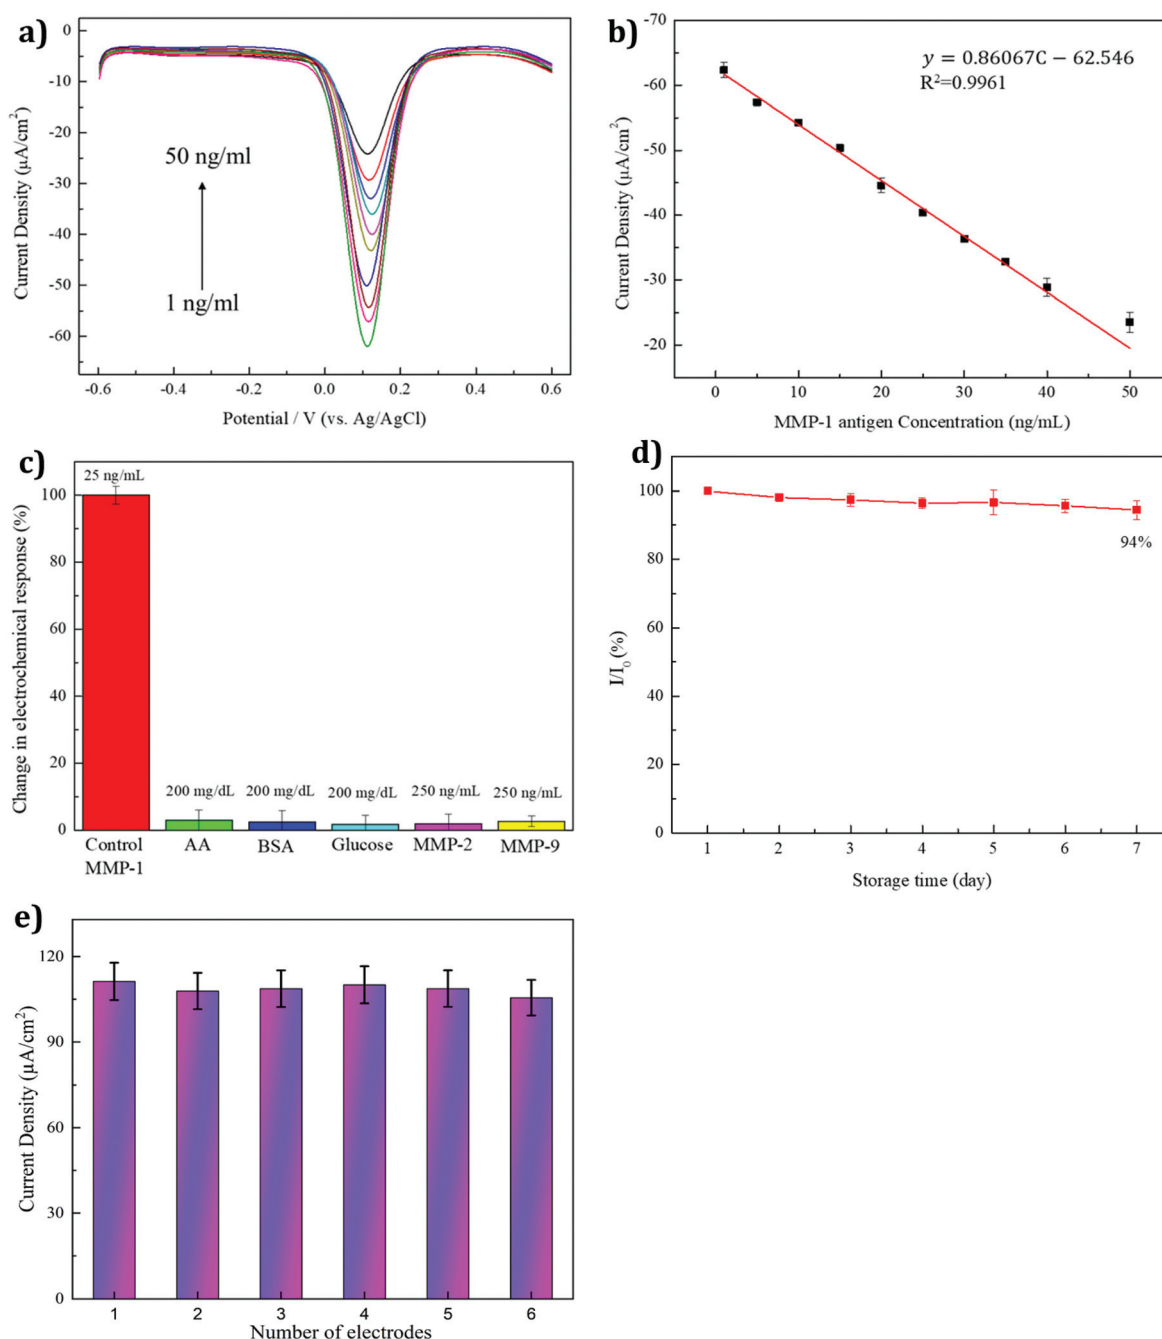 a)
0
-10
-20
-30
-40
-50
-60
Current Density (µA/cm²)
50 ng/ml
1 ng/ml
-0.6
-0.4
-0.2
0.0
0.2
0.4
0.6
Potential / V (vs. Ag/AgCl)
b)
-70
-60
-50
-40
-30
-20
Current Density (µA/cm²)
y = 0.86067C − 62.546
R²=0.9961
0
10
20
30
40
50
MMP-1 antigen Concentration (ng/mL)
c)
100
80
60
40
20
0
Change in electrochemical response (%)
25 ng/mL
200 mg/dL
200 mg/dL
200 mg/dL
250 ng/mL
250 ng/mL
Control
MMP-1
AA
BSA
Glucose
MMP-2
MMP-9
d)
100
80
60
40
20
0
I/I₀ (%)
94%
1
2
3
4
5
6
7
Storage time (day)
e)
120
90
60
30
0
Current Density (µA/cm²)
1
2
3
4
5
6
Number of electrodes